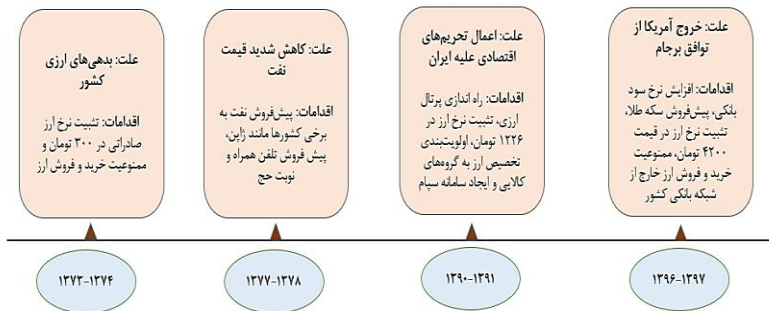 علت: بدهی‌های ارزی
کشور
اقدامات: تثبیت نرخ ارز
صادراتی در ۳۰۰ تومان و
ممنوعیت خرید و فروش ارز
۱۳۷۳-۱۳۷۴
علت: کاهش شدید قیمت
نفت
اقدامات: پیش‌فروش نفت به
برخی کشورها مانند ژاپن،
پیش فروش تلفن همراه و
نوبت حج
۱۳۷۷-۱۳۷۸
علت: اعمال تحریم‌های
اقتصادی علیه ایران
اقدامات: راه اندازی پرتال
ارزی، تثبیت نرخ ارز در
۱۲۲۶ تومان، اولویت‌بندی
تخصیص ارز به گروه‌های
کالایی و ایجاد سامانه سپام
۱۳۹۰-۱۳۹۱
علت: خروج آمریکا از
توافق برجام
اقدامات: افزایش نرخ سود
بانکی، پیش‌فروش سکه طلا،
تثبیت نرخ ارز در قیمت
۴۲۰۰ تومان، ممنوعیت
خرید و فروش ارز خارج از
شبکه بانکی کشور
۱۳۹۶-۱۳۹۷